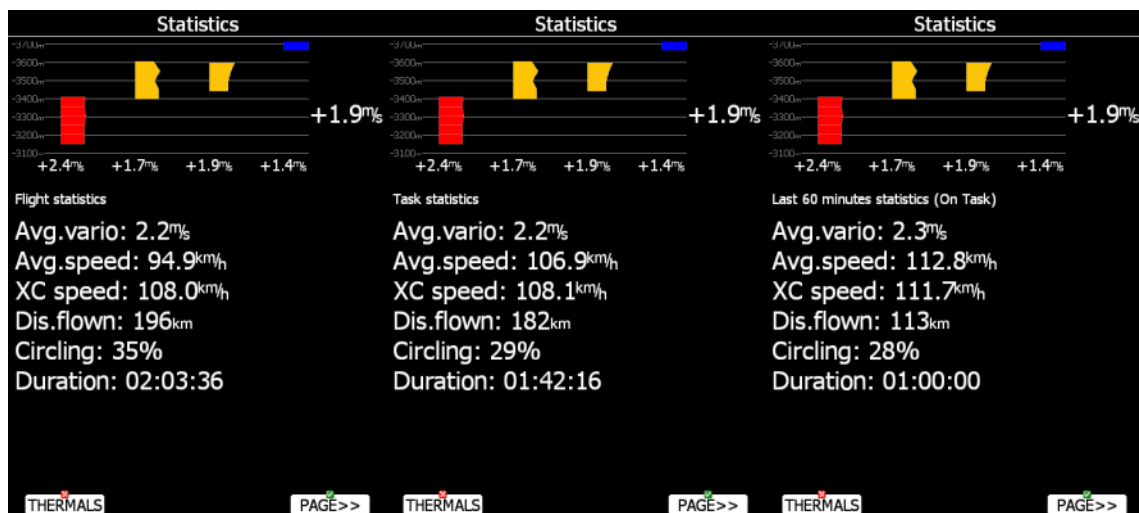 Statistics
-3700m
-3600m
-3500m
-3400m
-3300m
-3200m
-3100m
+1.9m/s
+2.4m/s +1.7m/s +1.9m/s +1.4m/s
Flight statistics
Avg.vario: 2.2m/s
Avg.speed: 94.9km/h
XC speed: 108.0km/h
Dis.flown: 196km
Circling: 35%
Duration: 02:03:36
THERMALS PAGE>>
Statistics
-3700m
-3600m
-3500m
-3400m
-3300m
-3200m
-3100m
+1.9m/s
+2.4m/s +1.7m/s +1.9m/s +1.4m/s
Task statistics
Avg.vario: 2.2m/s
Avg.speed: 106.9km/h
XC speed: 108.1km/h
Dis.flown: 182km
Circling: 29%
Duration: 01:42:16
THERMALS PAGE>>
Statistics
-3700m
-3600m
-3500m
-3400m
-3300m
-3200m
-3100m
+1.9m/s
+2.4m/s +1.7m/s +1.9m/s +1.4m/s
Last 60 minutes statistics (On Task)
Avg.vario: 2.3m/s
Avg.speed: 112.8km/h
XC speed: 111.7km/h
Dis.flown: 113km
Circling: 28%
Duration: 01:00:00
THERMALS PAGE>>